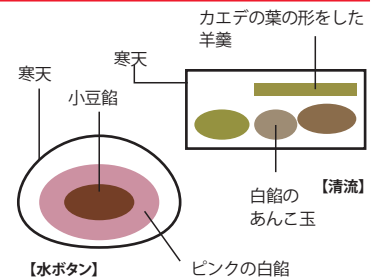 カエデの葉の形をした
羊羹
寒天
寒天
小豆餡
白餡の
あんこ玉
【清流】
ピンクの白餡
【水ボタン】